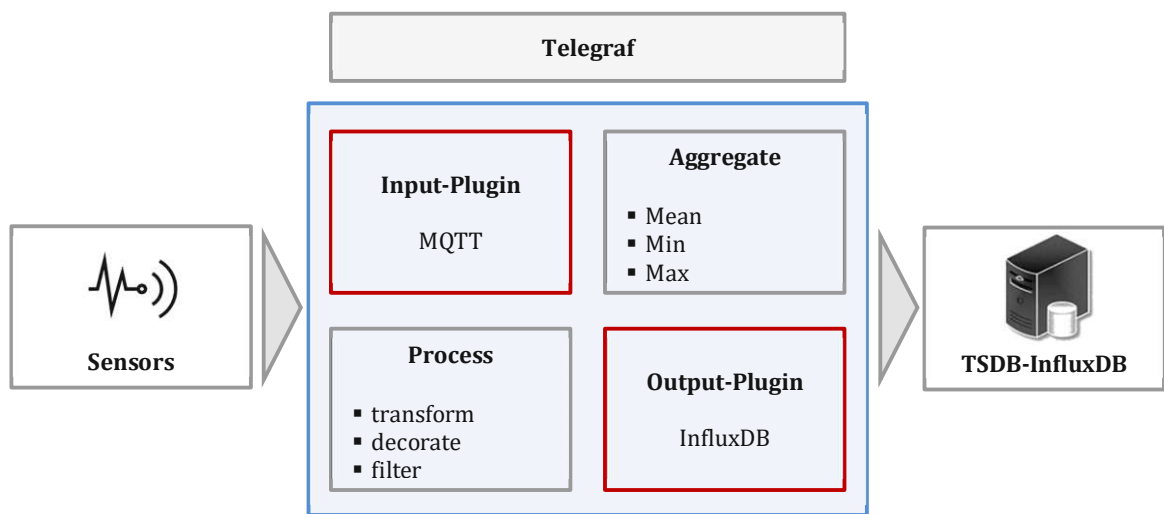 Telegraf
Sensors
Input-Plugin
MQTT
Aggregate
▪ Mean
▪ Min
▪ Max
Process
▪ transform
▪ decorate
▪ filter
Output-Plugin
InfluxDB
TSDB-InfluxDB